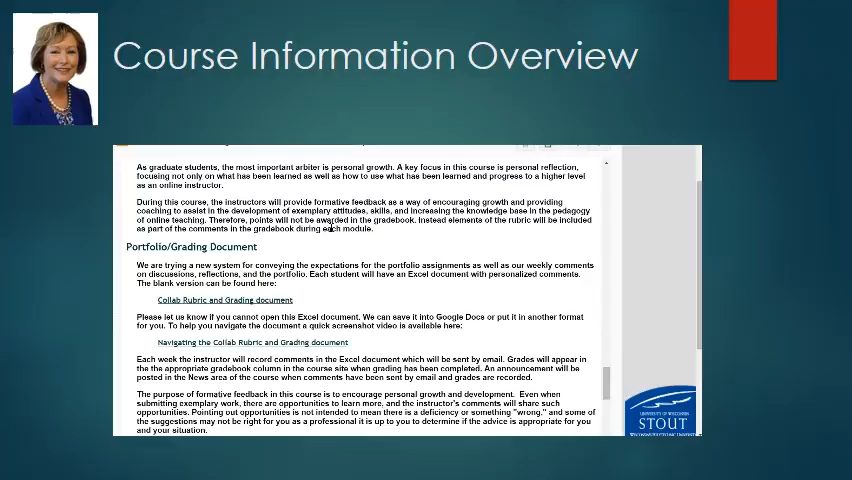 Course Information Overview
As graduate students, the most important arbiter is personal growth. A key focus in this course is personal reflection,
focusing not only on what has been learned as well as how to use what has been learned and progress to a higher level
as an online instructor.
During this course, the instructors will provide formative feedback as a way of encouraging growth and providing
coaching to assist in the development of exemplary attitudes, skills, and increasing the knowledge base in the pedagogy
of online teaching. Therefore, points will not be awarded in the gradebook. Instead elements of the rubric will be included
as part of the comments in the gradebook during each module.
Portfolio/Grading Document
We are trying a new system for conveying the expectations for the portfolio assignments as well as our weekly comments
on discussions, reflections, and the portfolio. Each student will have an Excel document with personalized comments.
The blank version can be found here:
Collab Rubric and Grading document
Please let us know if you cannot open this Excel document. We can save it into Google Docs or put it in another format
for you. To help you navigate the document a quick screenshot video is available here:
Navigating the Collab Rubric and Grading document
Each week the instructor will record comments in the Excel document which will be sent by email. Grades will appear in
the the appropriate gradebook column in the course site when grading has been completed. An announcement will be
posted in the News area of the course when comments have been sent by email and grades are recorded.
The purpose of formative feedback in this course is to encourage personal growth and development. Even when
submitting exemplary work, there are opportunities to learn more, and the instructor's comments will share such
opportunities. Pointing out opportunities is not intended to mean there is a deficiency or something "wrong," and some of
the suggestions may not be right for you as a professional it is up to you to determine if the advice is appropriate for you
and your situation.
UNIVERSITY OF WISCONSIN
STOUT